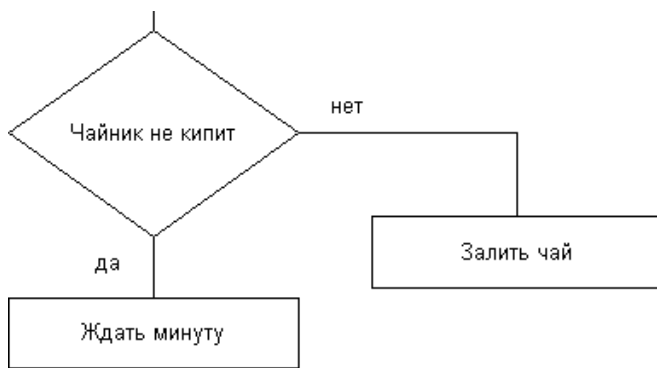 Чайник не кипит
нет
да
Залить чай
Ждать минуту